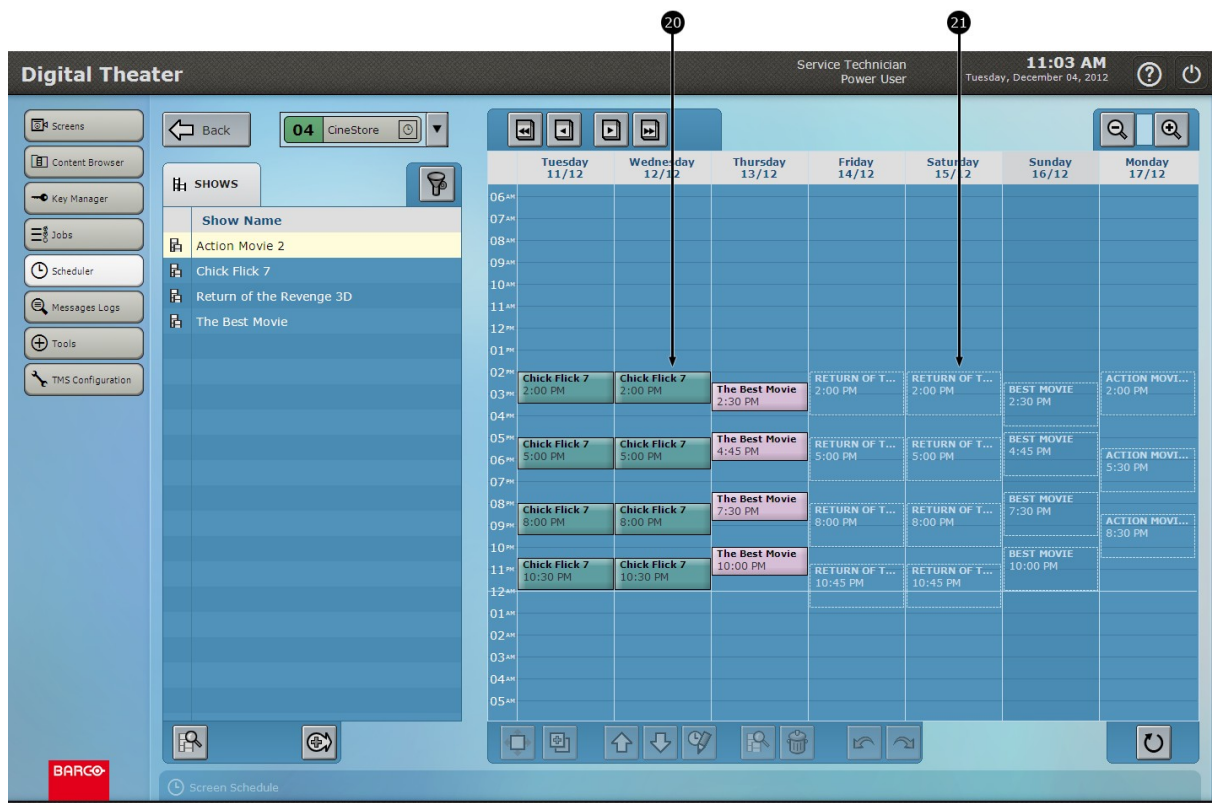 20 21
Digital Theater
Service Technician
Power User
11:03 AM
Tuesday, December 04, 2012
Screens
Content Browser
Key Manager
Jobs
Scheduler
Messages Logs
Tools
TMS Configuration
BARCO
Back
04 CineStore
SHOWS
Show Name
Action Movie 2
Chick Flick 7
Return of the Revenge 3D
The Best Movie
Tuesday Wednesday Thursday Friday Saturday Sunday Monday
11/12 12/12 13/12 14/12 15/12 16/12 17/12
06AM
07AM
08AM
09AM
10AM
11AM
12PM
01PM
02PM
03PM
04PM
05PM
06PM
07PM
08PM
09PM
10PM
11PM
12AM
01AM
02AM
03AM
04AM
05AM
Chick Flick 7
2:00 PM
Chick Flick 7
5:00 PM
Chick Flick 7
8:00 PM
Chick Flick 7
10:30 PM
Chick Flick 7
2:00 PM
Chick Flick 7
5:00 PM
Chick Flick 7
8:00 PM
Chick Flick 7
10:30 PM
The Best Movie
2:30 PM
The Best Movie
4:45 PM
The Best Movie
7:30 PM
The Best Movie
10:00 PM
RETURN OF T...
2:00 PM
RETURN OF T...
5:00 PM
RETURN OF T...
8:00 PM
RETURN OF T...
10:45 PM
RETURN OF T...
2:00 PM
RETURN OF T...
5:00 PM
RETURN OF T...
8:00 PM
RETURN OF T...
10:45 PM
BEST MOVIE
2:30 PM
BEST MOVIE
4:45 PM
BEST MOVIE
7:30 PM
BEST MOVIE
10:00 PM
ACTION MOVI...
2:00 PM
ACTION MOVI...
5:30 PM
ACTION MOVI...
8:30 PM
Screen Schedule